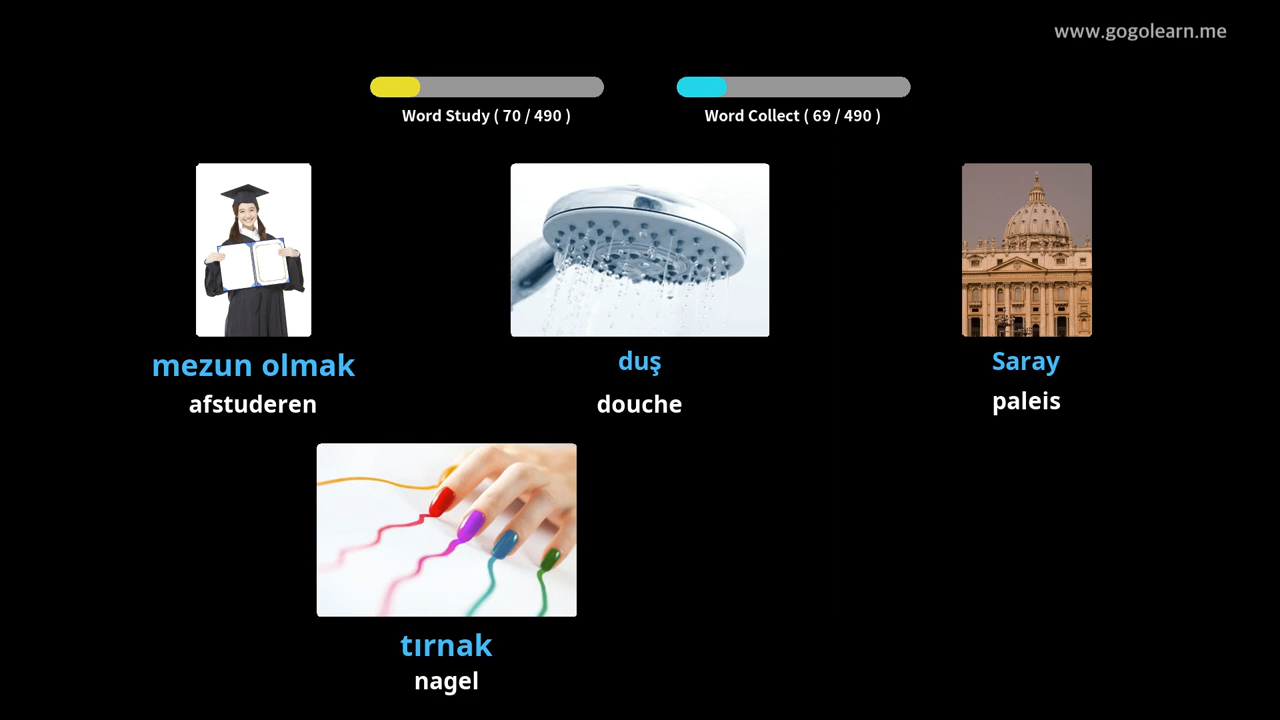 www.gogolearn.me
Word Study ( 70 / 490 )
Word Collect ( 69 / 490 )
mezun olmak
afstuderen
duş
douche
Saray
paleis
tırnak
nagel